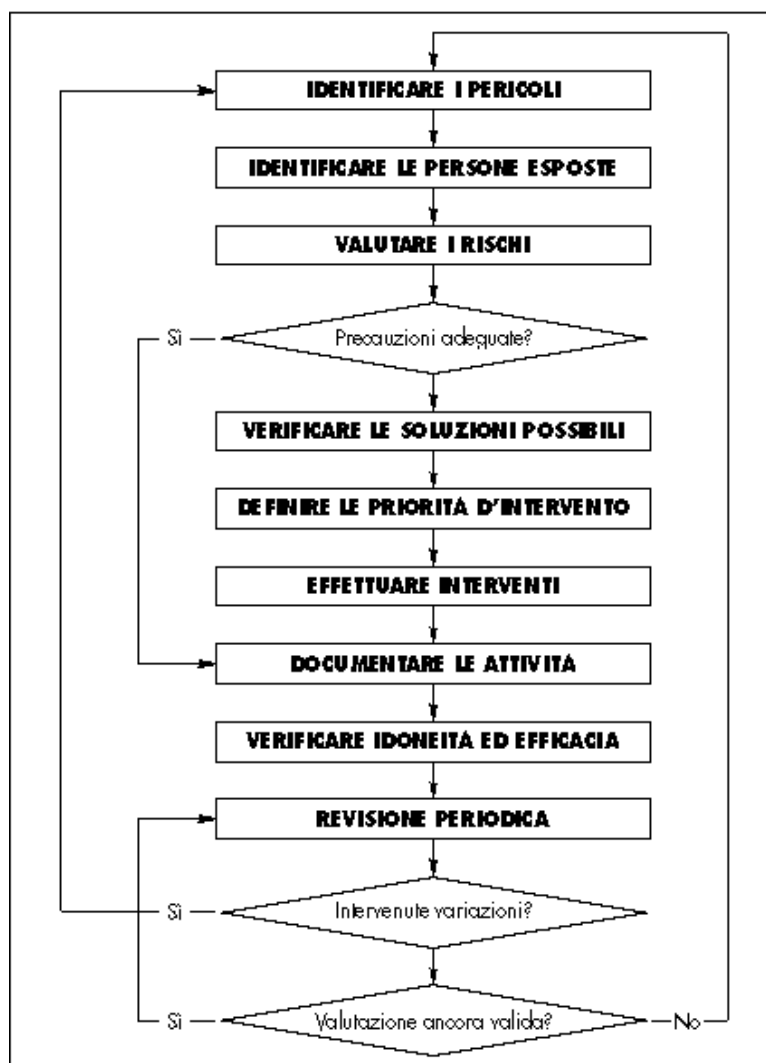 IDENTIFICARE I PERICOLI
IDENTIFICARE LE PERSONE ESPOSTE
VALUTARE I RISCHI
Sì
Precauzioni adeguate?
VERIFICARE LE SOLUZIONI POSSIBILI
DEFINIRE LE PRIORITÀ D'INTERVENTO
EFFETTUARE INTERVENTI
DOCUMENTARE LE ATTIVITÀ
VERIFICARE IDONEITÀ ED EFFICACIA
REVISIONE PERIODICA
Sì
Intervenute variazioni?
Sì
Valutazione ancora valida?
No